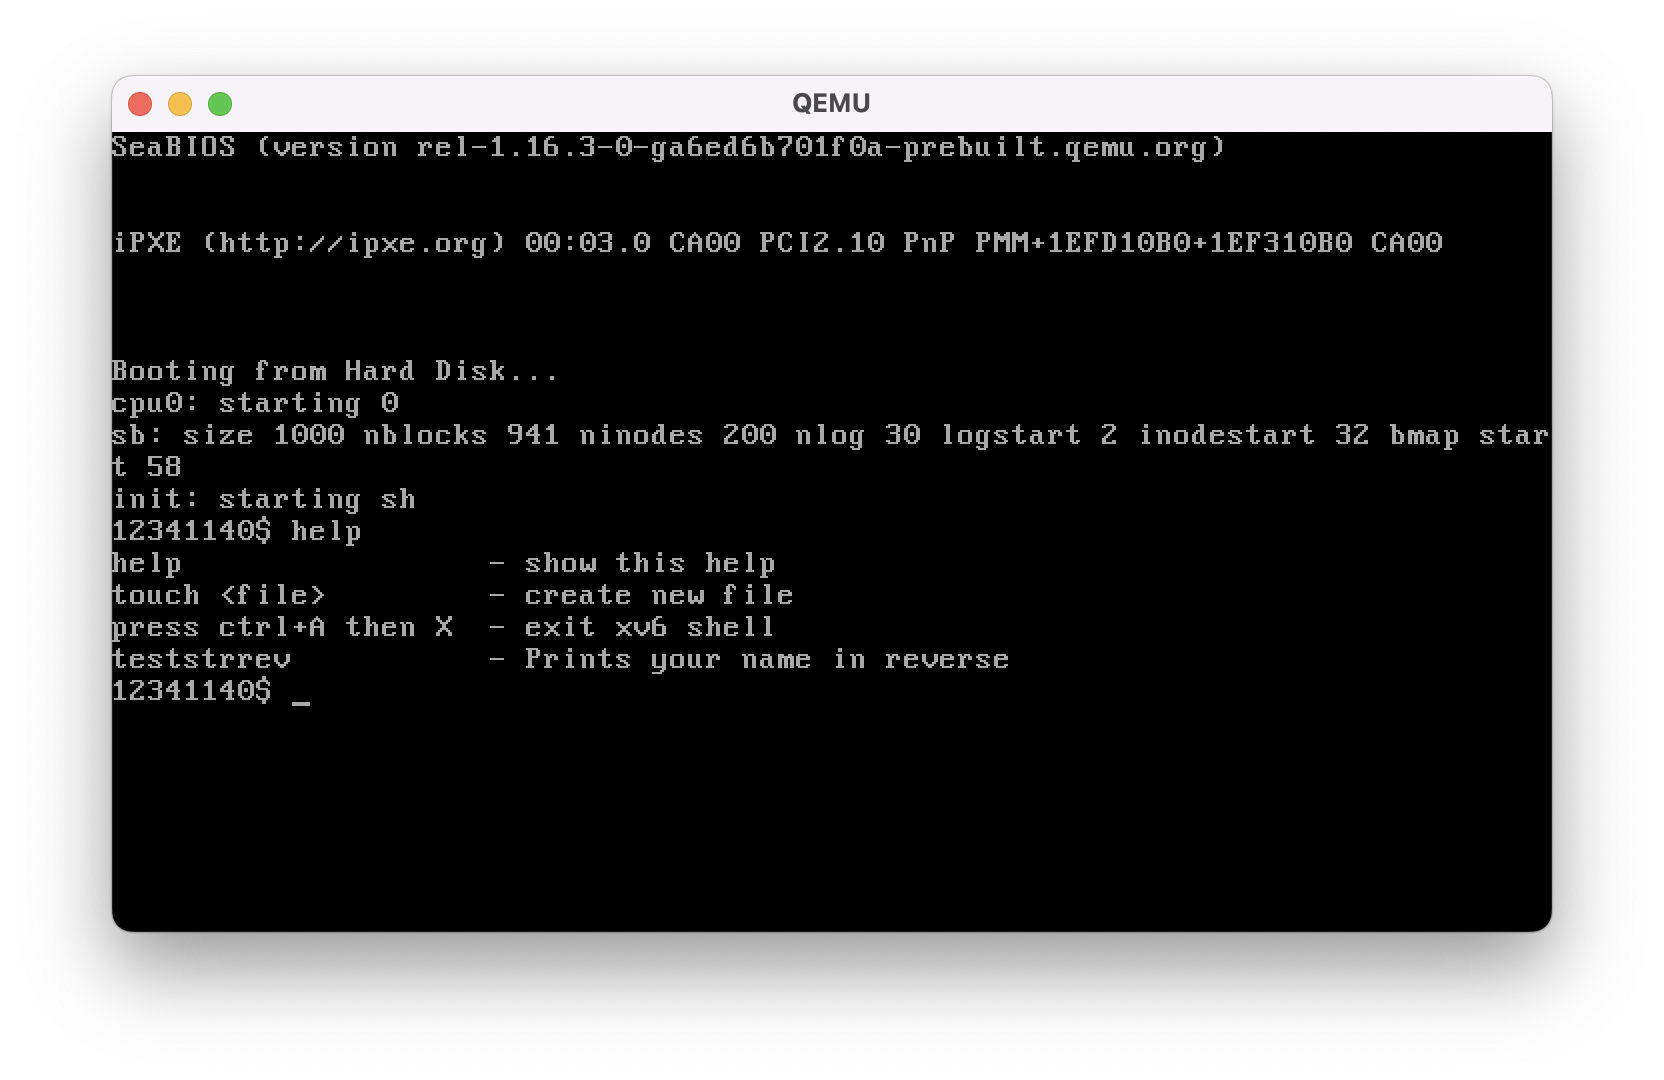 QEMU
SeaBIOS (version rel-1.16.3-0-ga6ed6b701f0a-prebuilt.qemu.org)
iPXE (http://ipxe.org) 00:03.0 CA00 PCI2.10 PnP PMM+1EFD10B0+1EF310B0 CA00
Booting from Hard Disk...
cpu0: starting 0
sb: size 1000 nblocks 941 ninodes 200 nlog 30 logstart 2 inodestart 32 bmap star
t 58
init: starting sh
12341140$ help
help                 - show this help
touch <file>         - create new file
press ctrl+A then X  - exit xv6 shell
teststrrev           - Prints your name in reverse
12341140$ _